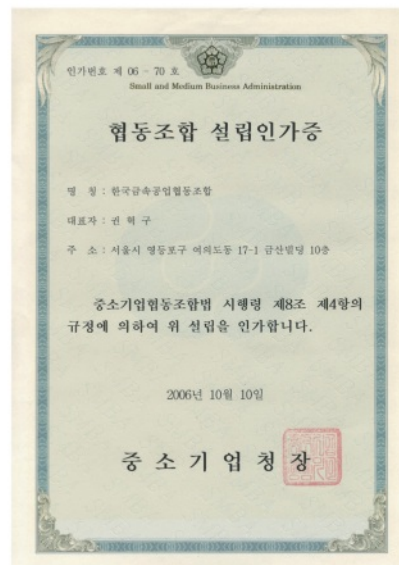 인가번호 제 06 - 70 호
Small and Medium Business Administration
협동조합 설립인가증
명 칭 : 한국금속공업협동조합
대표자 : 권 혁 구
주 소 : 서울시 영등포구 여의도동 17-1 금산빌딩 10층
중소기업협동조합법 시행령 제8조 제4항의
규정에 의하여 위 설립을 인가합니다.
2006년 10월 10일
중 소 기 업 청 장